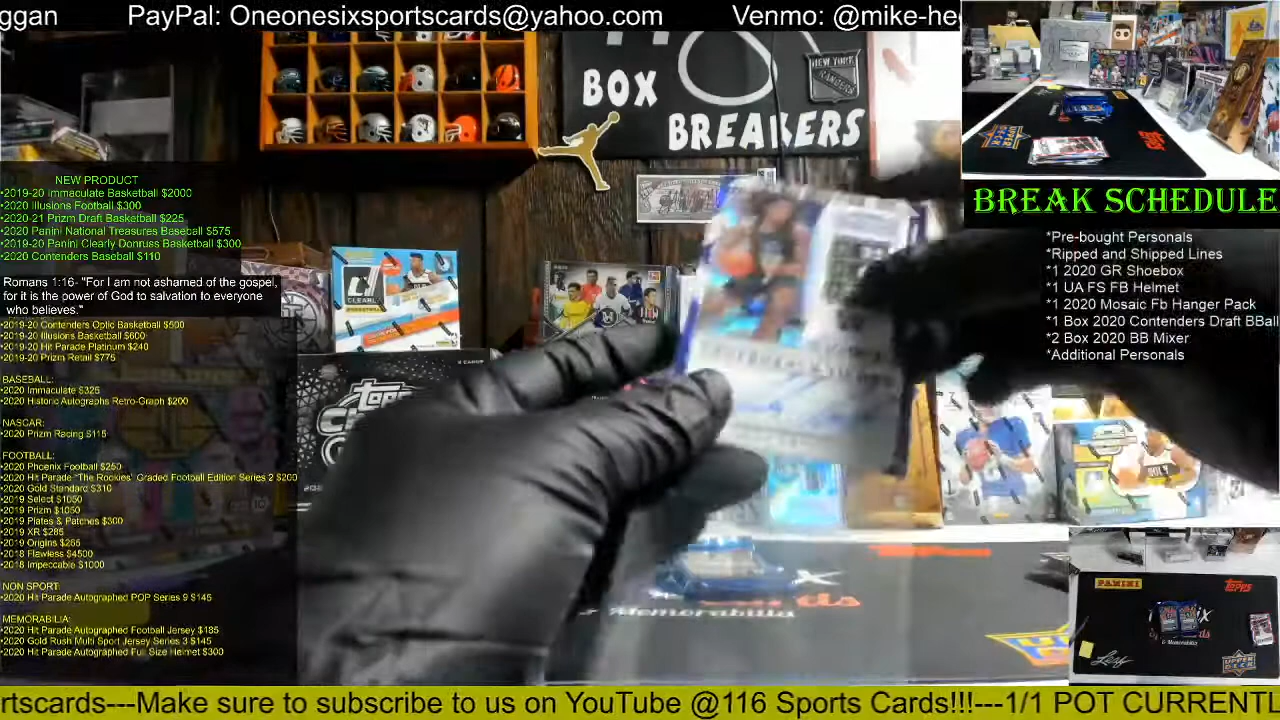 ggan PayPal: Oneonesixsportscards@yahoo.com Venmo: @mike-he
BOX
BREAKERS
NEW YORK
RANGERS
BREAK SCHEDULE
*Pre-bought Personals
*Ripped and Shipped Lines
*1 2020 GR Shoebox
*1 UA FS FB Helmet
*1 2020 Mosaic Fb Hanger Pack
*1 Box 2020 Contenders Draft BBall
*2 Box 2020 BB Mixer
*Additional Personals
NEW PRODUCT
•2019-20 Immaculate Basketball $2000
•2020 Illusions Football $300
•2020-21 Prizm Draft Basketball $225
•2020 Panini National Treasures Baseball $575
•2019-20 Panini Clearly Donruss Basketball $300
•2020 Contenders Baseball $110
Romans 1:16- "For I am not ashamed of the gospel,
for it is the power of God to salvation to everyone
who believes."
•2019-20 Contenders Optic Basketball $500
•2019-20 Illusions Basketball $600
•2019-20 Hit Parade Platinum $240
•2019-20 Prizm Retail $775
BASEBALL:
•2020 Immaculate $325
•2020 Historic Autographs Retro-Graph $200
NASCAR:
•2020 Prizm Racing $115
FOOTBALL:
•2020 Phoenix Football $250
•2020 Hit Parade "The Rookies" Graded Football Edition Series 2 $200
•2020 Gold Standard $310
•2019 Select $1050
•2019 Prizm $1050
•2019 Plates & Patches $300
•2019 XR $285
•2019 Origins $265
•2018 Flawless $4500
•2018 Impeccable $1000
NON SPORT:
•2020 Hit Parade Autographed POP Series 9 $145
MEMORABILIA:
•2020 Hit Parade Autographed Football Jersey $185
•2020 Gold Rush Multi Sport Jersey Series 3 $145
•2020 Hit Parade Autographed Full Size Helmet $300
CLEARLY
Topps
Memorabilia
PANINI
Topps
Leaf
UPPER DECK
rtscards---Make sure to subscribe to us on YouTube @116 Sports Cards!!!---1/1 POT CURRENTL